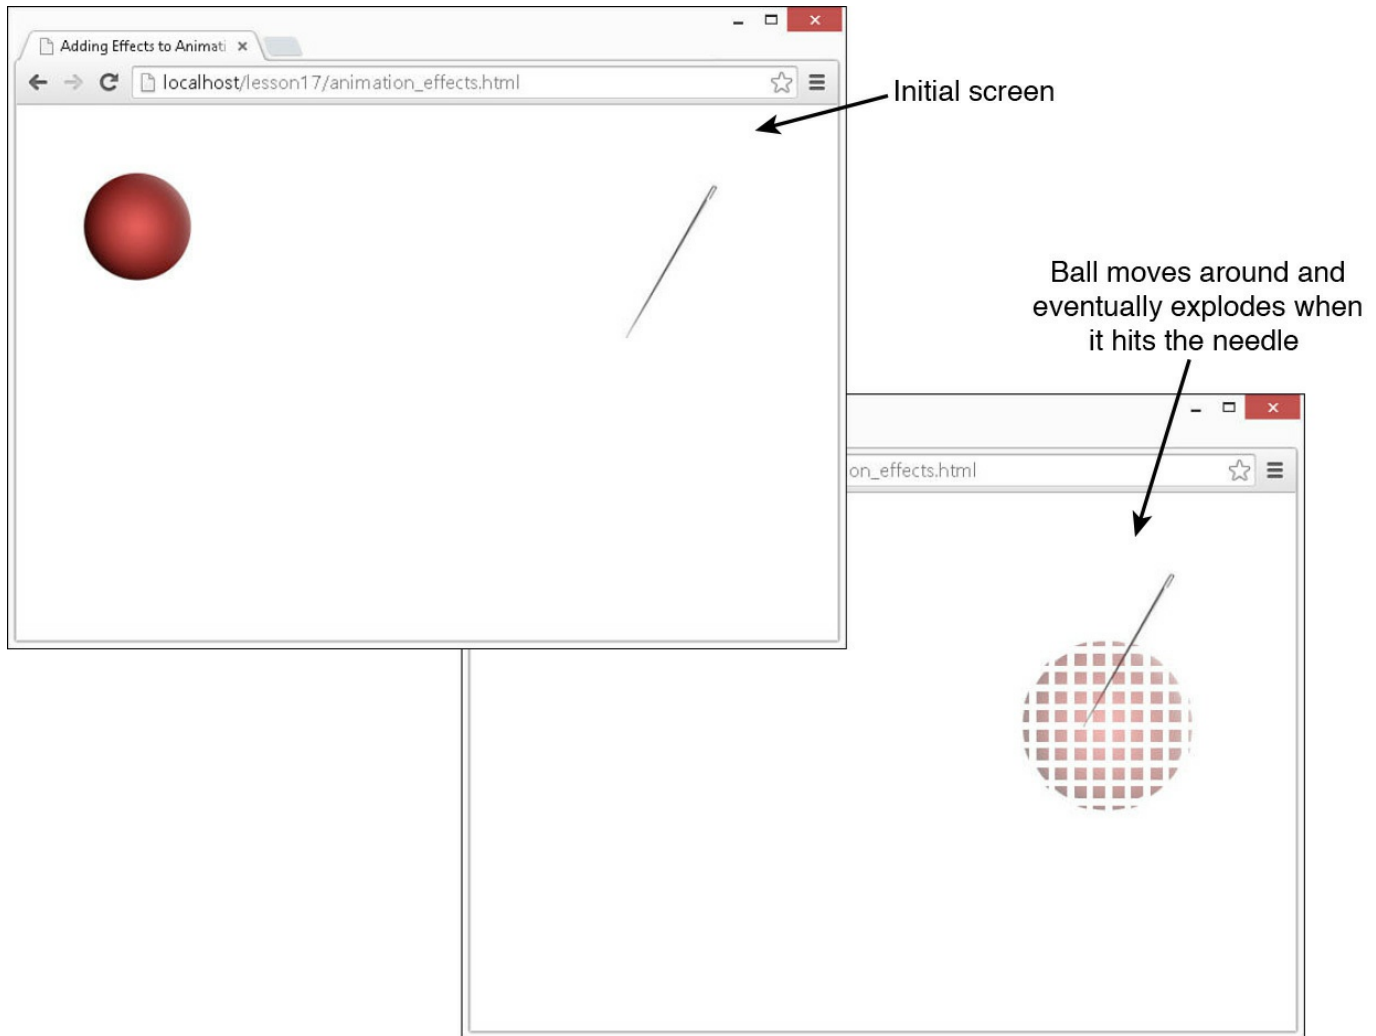 Adding Effects to Animati
localhost/lesson17/animation_effects.html
Initial screen
Ball moves around and
eventually explodes when
it hits the needle
on_effects.html